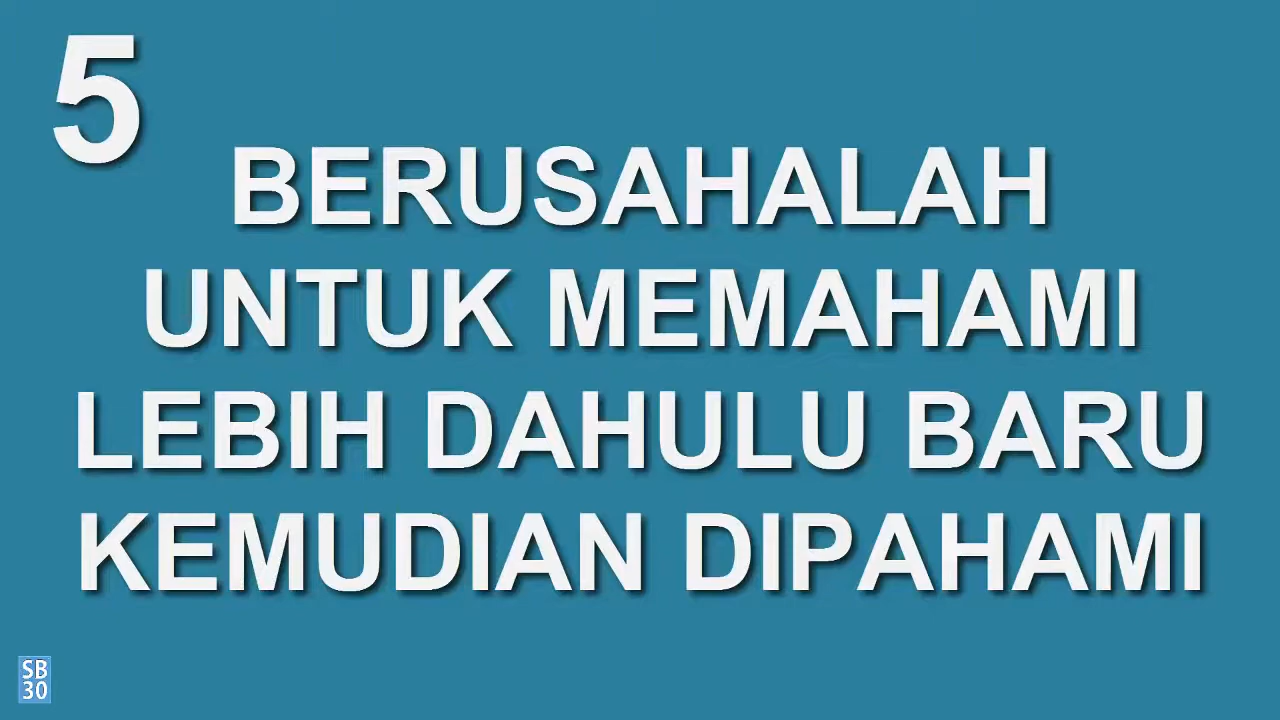 5
BERUSAHALAH
UNTUK MEMAHAMI
LEBIH DAHULU BARU
KEMUDIAN DIPAHAMI
SB
30